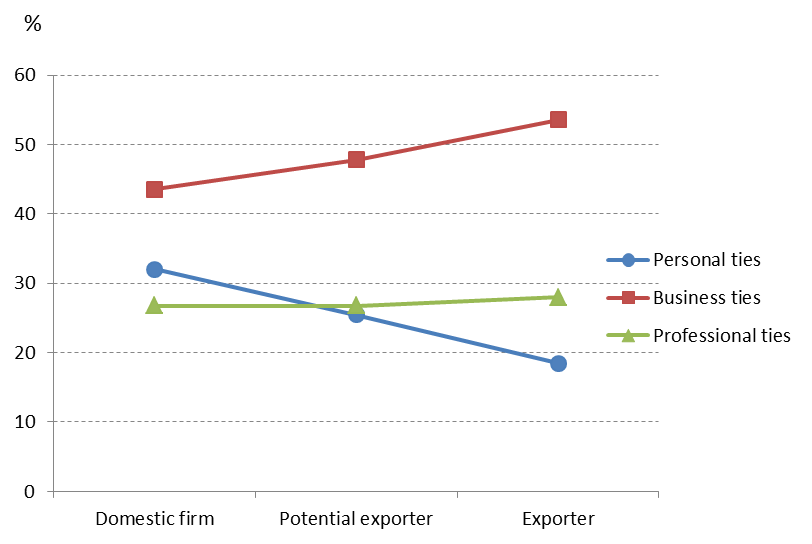 %
60
50
40
30
20
10
0
Domestic firm
Potential exporter
Exporter
Personal ties
Business ties
Professional ties